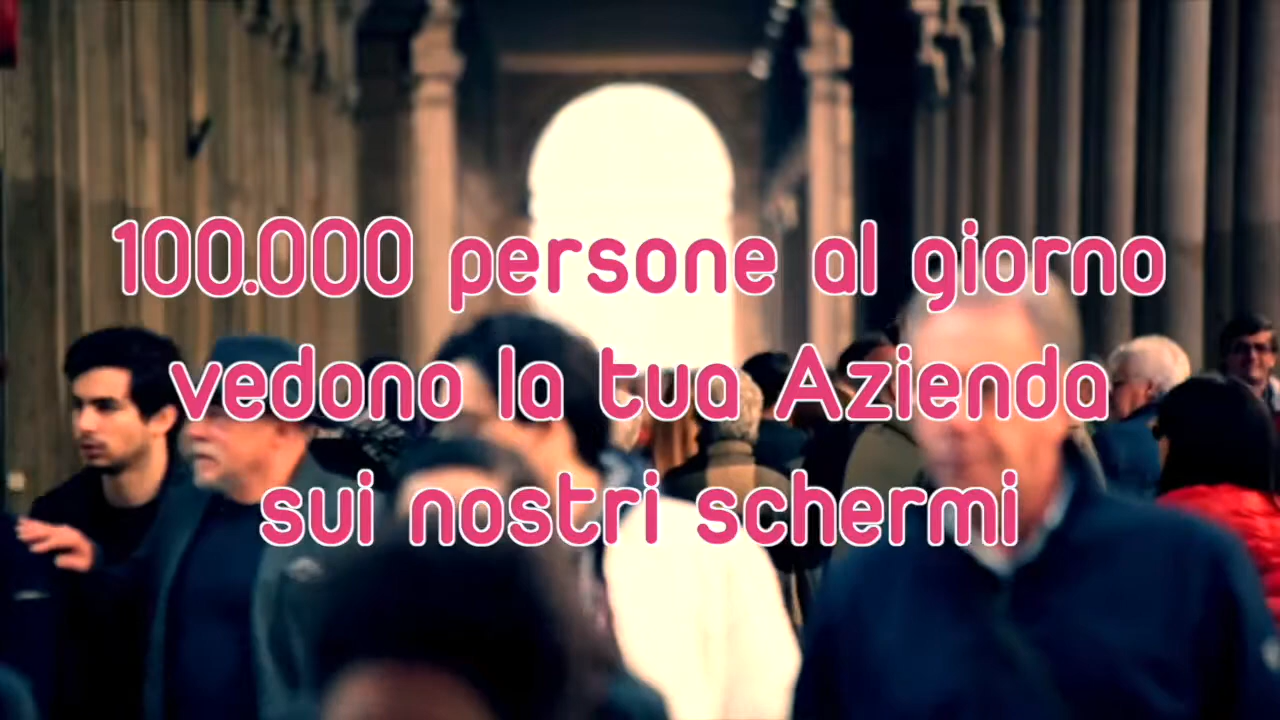 100.000 persone al giorno
vedono la tua Azienda
sui nostri schermi